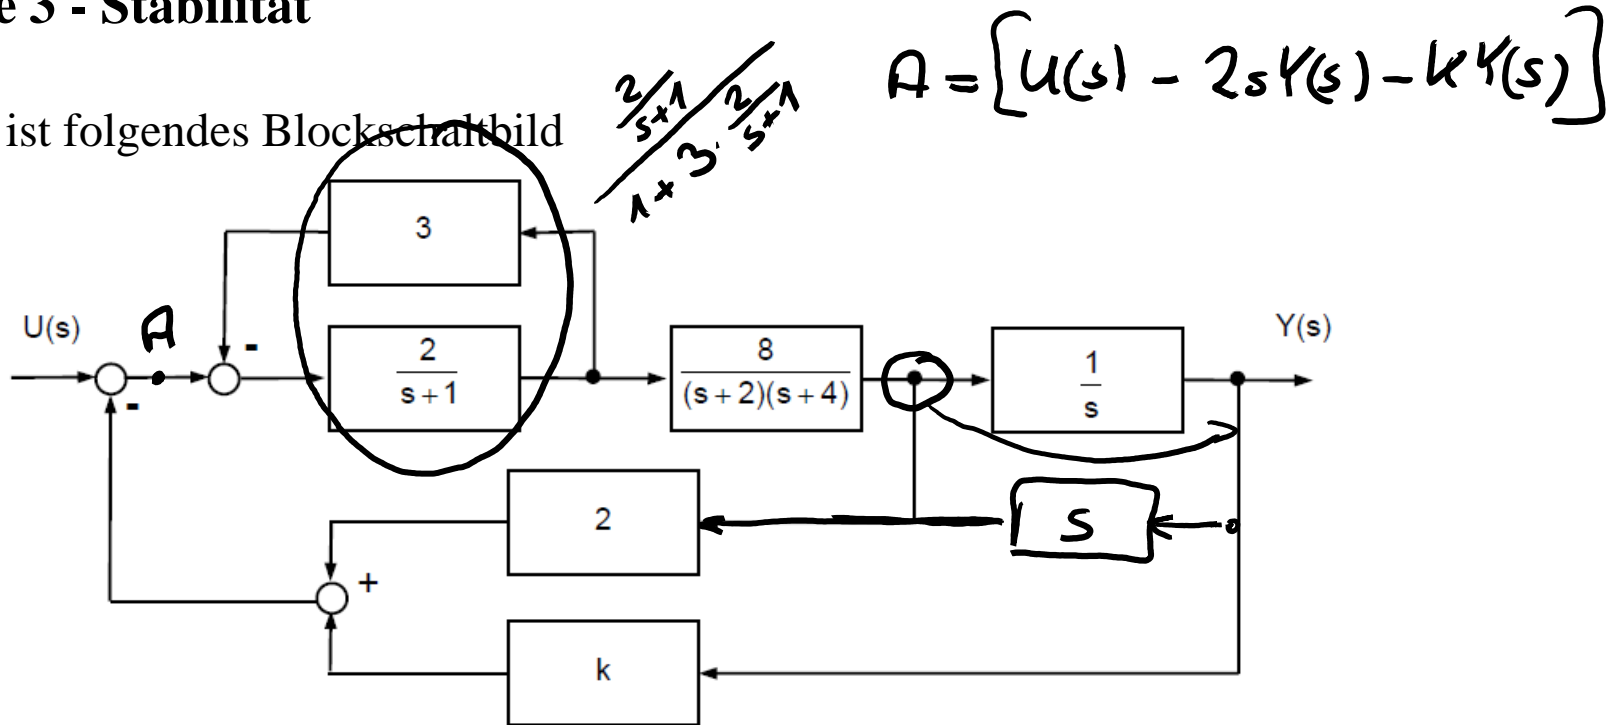 e 3 - Stabilität
A = [U(s) - 2sY(s) - kY(s)]
ist folgendes Blockschaltbild
2/(s+1) / (1 + 3 · 2/(s+1))
3
U(s)
A
-
-
2/(s+1)
8/((s+2)(s+4))
1/s
Y(s)
2
S
+
k